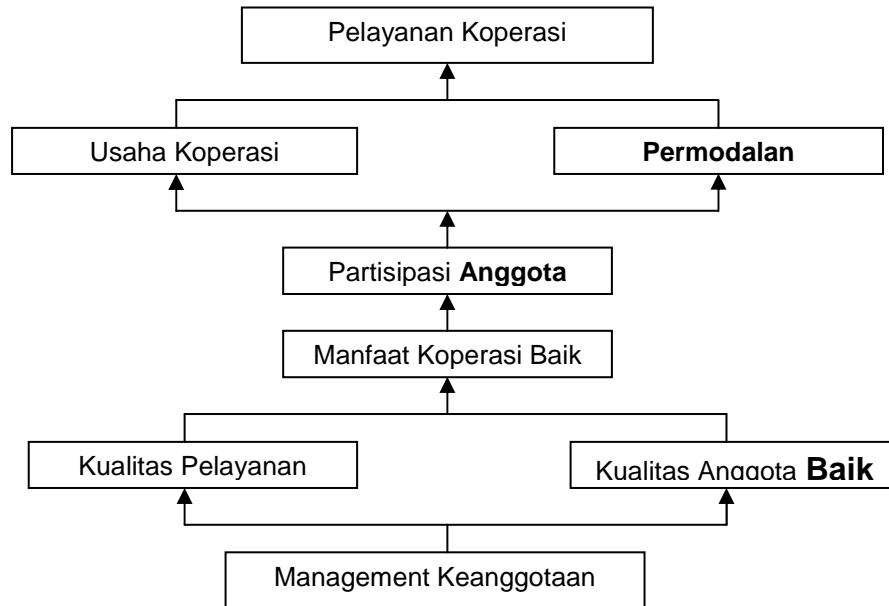 Pelayanan Koperasi
Usaha Koperasi
Permodalan
Partisipasi Anggota
Manfaat Koperasi Baik
Kualitas Pelayanan
Kualitas Anggota Baik
Management Keanggotaan